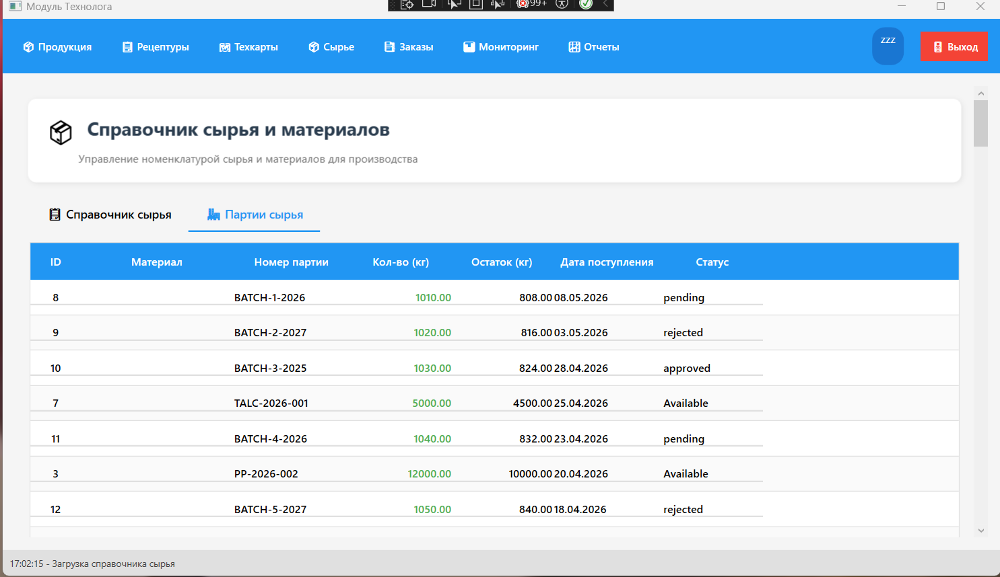 Модуль Технолога
99+
Продукция Рецептуры Техкарты Сырье Заказы Мониторинг Отчеты zzz Выход
Справочник сырья и материалов
Управление номенклатурой сырья и материалов для производства
Справочник сырья Партии сырья
ID Материал Номер партии Кол-во (кг) Остаток (кг) Дата поступления Статус
8 BATCH-1-2026 1010.00 808.00 08.05.2026 pending
9 BATCH-2-2027 1020.00 816.00 03.05.2026 rejected
10 BATCH-3-2025 1030.00 824.00 28.04.2026 approved
7 TALC-2026-001 5000.00 4500.00 25.04.2026 Available
11 BATCH-4-2026 1040.00 832.00 23.04.2026 pending
3 PP-2026-002 12000.00 10000.00 20.04.2026 Available
12 BATCH-5-2027 1050.00 840.00 18.04.2026 rejected
17:02:15 - Загрузка справочника сырья